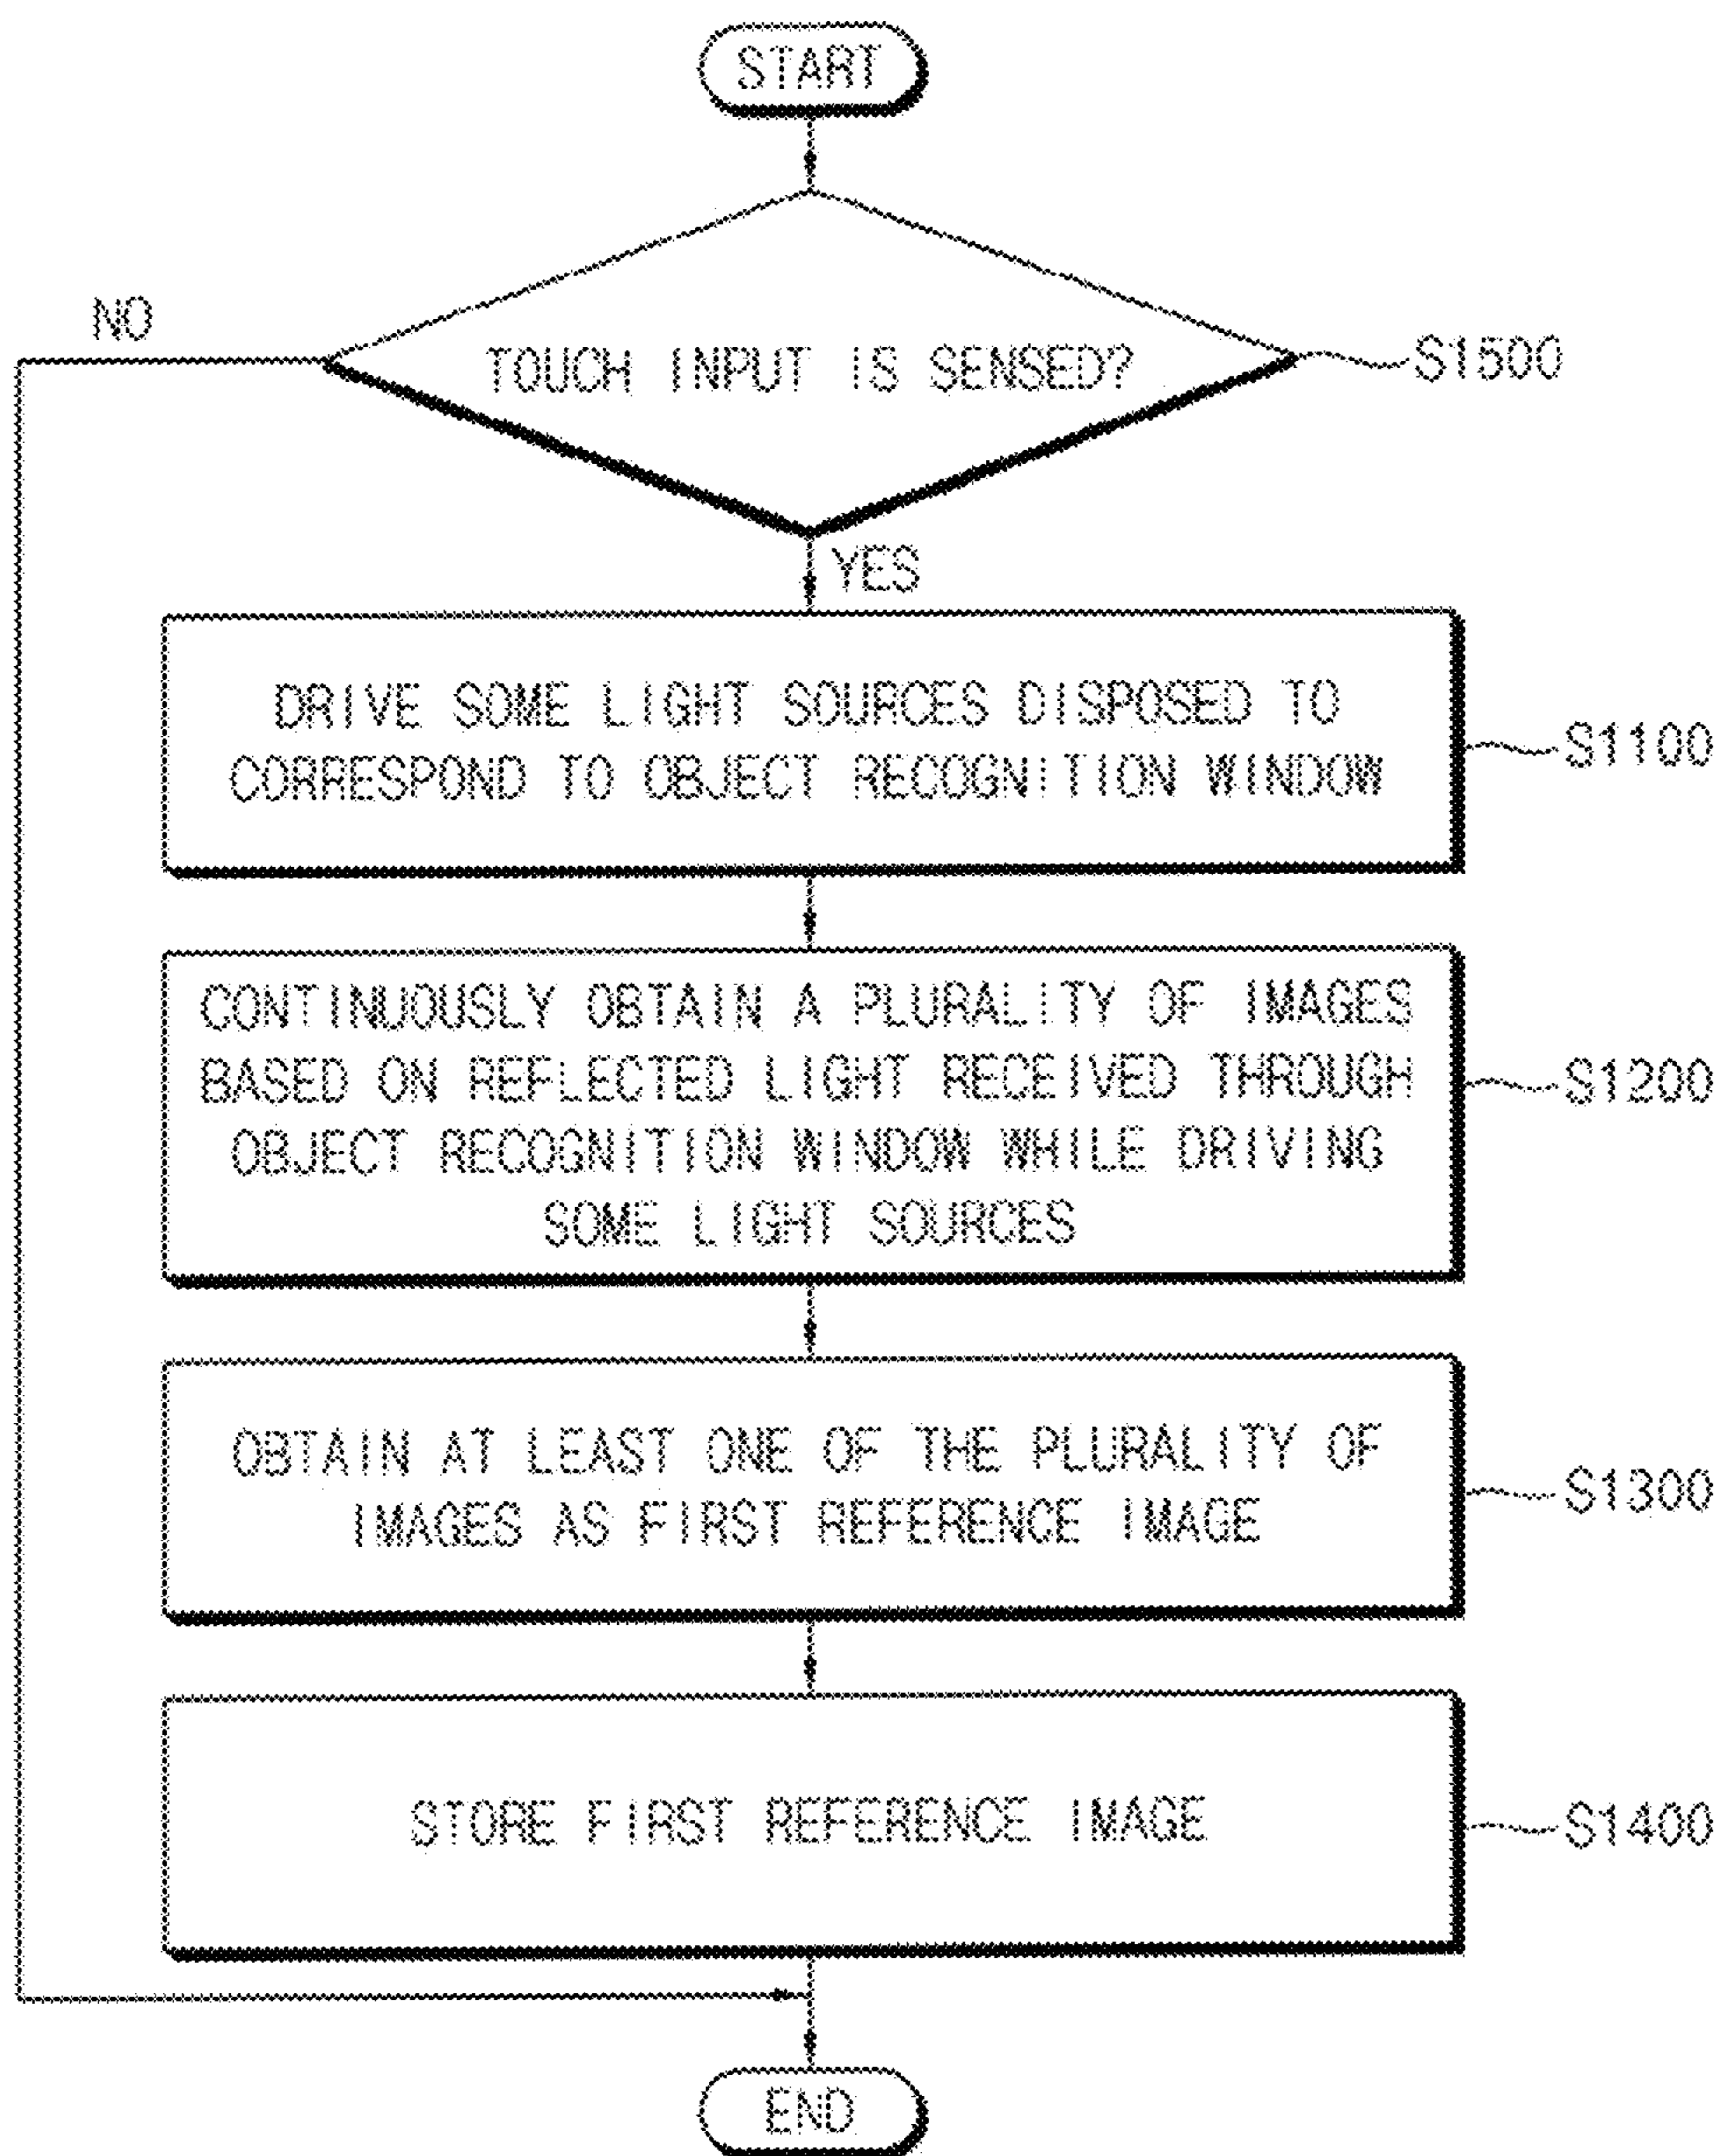 START
NO
TOUCH INPUT IS SENSED?
S1500
YES
DRIVE SOME LIGHT SOURCES DISPOSED TO
CORRESPOND TO OBJECT RECOGNITION WINDOW
S1100
CONTINUOUSLY OBTAIN A PLURALITY OF IMAGES
BASED ON REFLECTED LIGHT RECEIVED THROUGH
OBJECT RECOGNITION WINDOW WHILE DRIVING
SOME LIGHT SOURCES
S1200
OBTAIN AT LEAST ONE OF THE PLURALITY OF
IMAGES AS FIRST REFERENCE IMAGE
S1300
STORE FIRST REFERENCE IMAGE
S1400
END